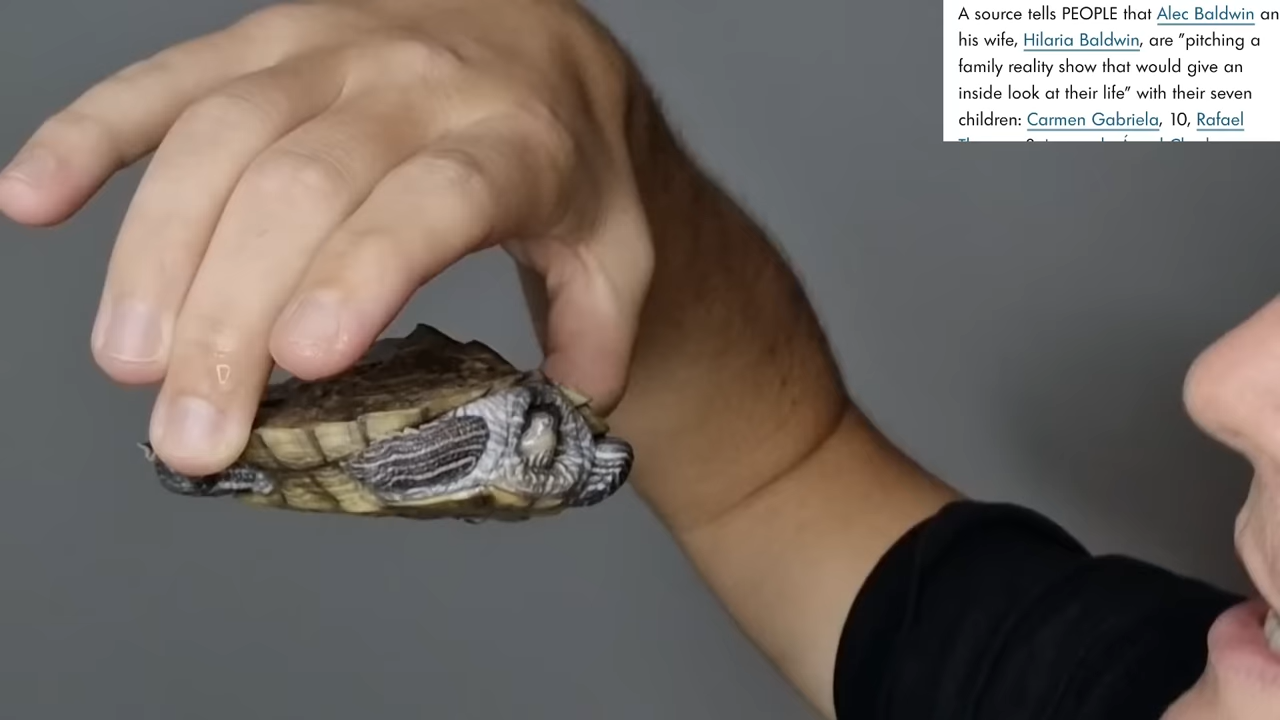 A source tells PEOPLE that Alec Baldwin an
his wife, Hilaria Baldwin, are "pitching a
family reality show that would give an
inside look at their life" with their seven
children: Carmen Gabriela, 10, Rafael